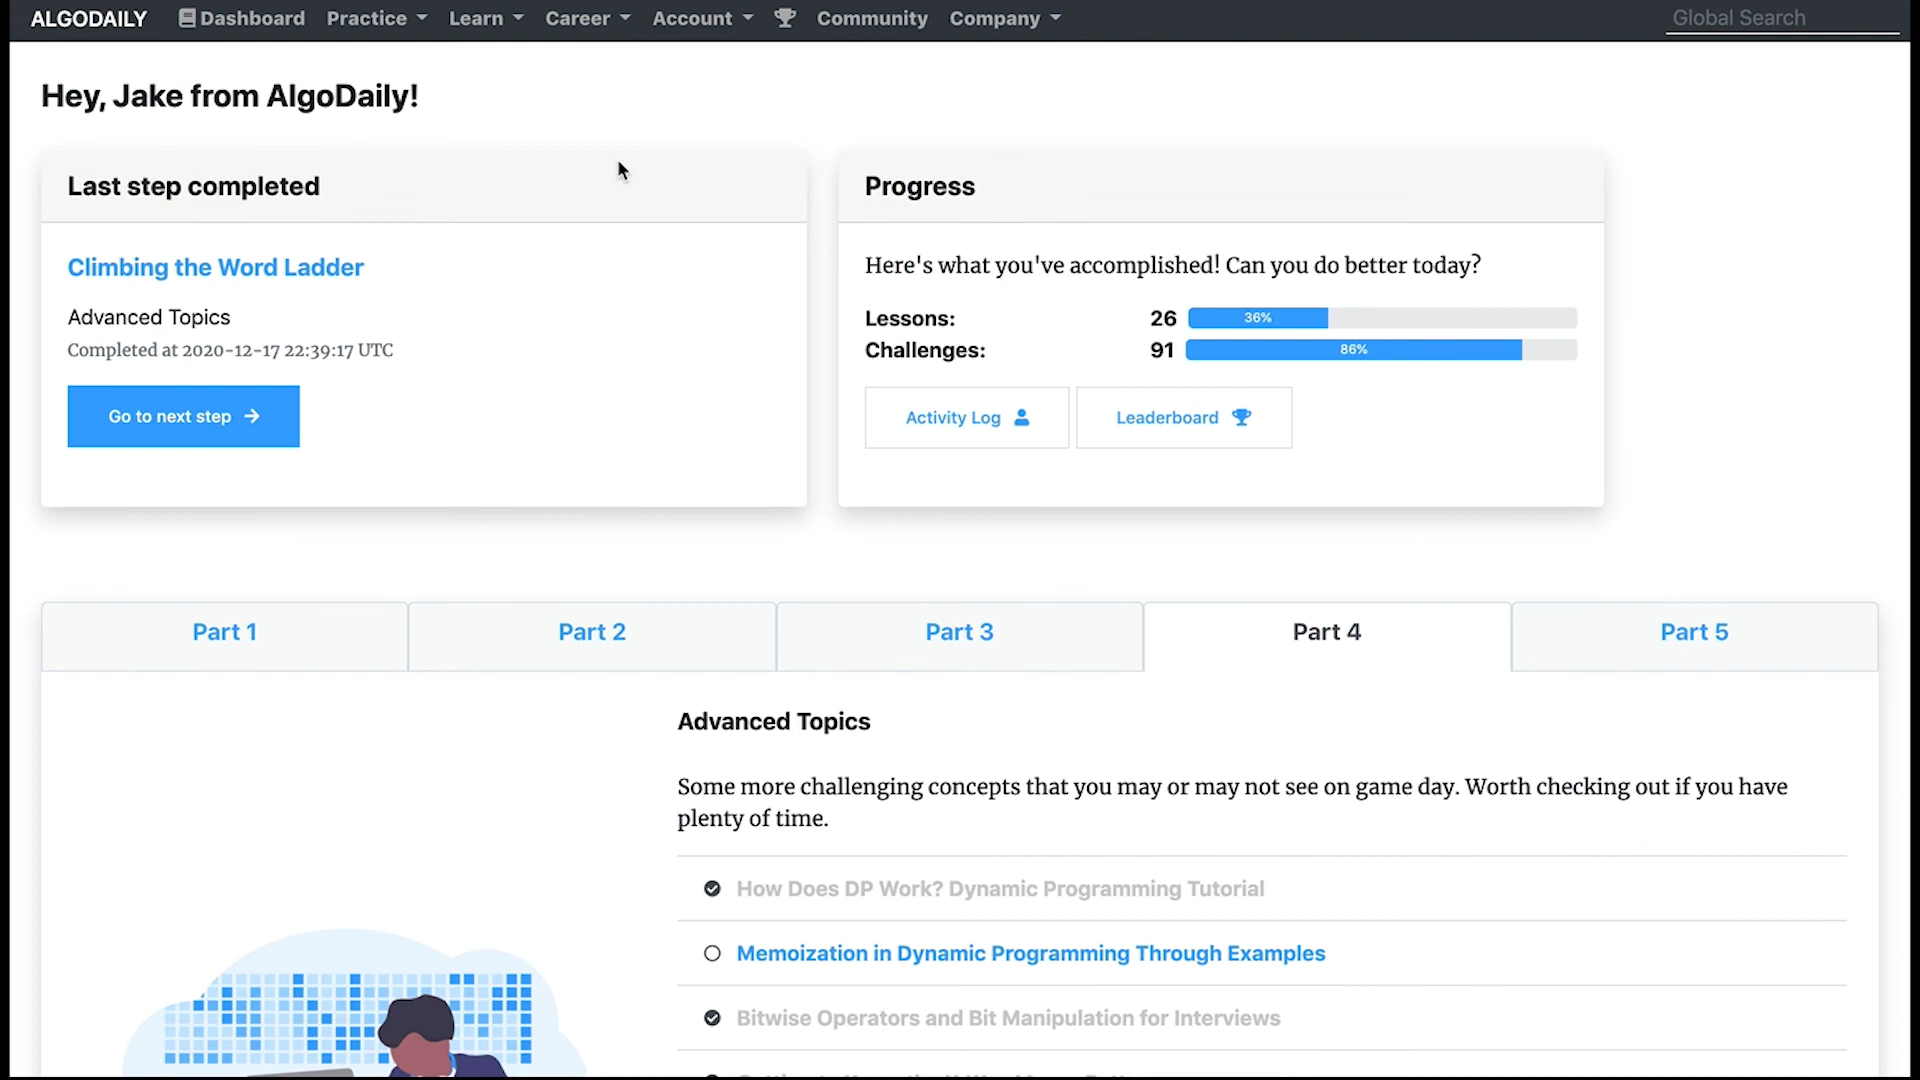 ALGODAILY Dashboard Practice Learn Career Account Community Company Global Search
Hey, Jake from AlgoDaily!
Last step completed
Climbing the Word Ladder
Advanced Topics
Completed at 2020-12-17 22:39:17 UTC
Go to next step
Progress
Here's what you've accomplished! Can you do better today?
Lessons: 26 36%
Challenges: 91 86%
Activity Log Leaderboard
Part 1 Part 2 Part 3 Part 4 Part 5
Advanced Topics
Some more challenging concepts that you may or may not see on game day. Worth checking out if you have
plenty of time.
How Does DP Work? Dynamic Programming Tutorial
Memoization in Dynamic Programming Through Examples
Bitwise Operators and Bit Manipulation for Interviews